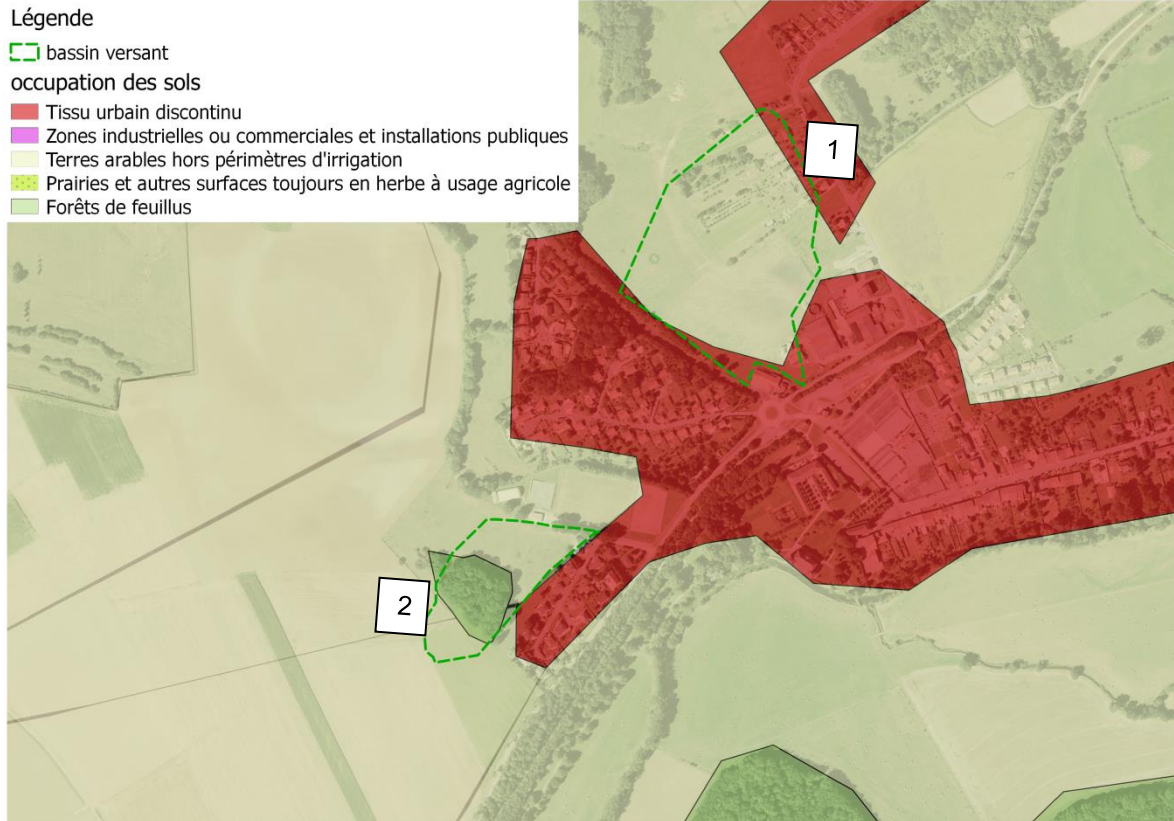 Légende
bassin versant
occupation des sols
Tissu urbain discontinu
Zones industrielles ou commerciales et installations publiques
Terres arables hors périmètres d'irrigation
Prairies et autres surfaces toujours en herbe à usage agricole
Forêts de feuillus
1
2